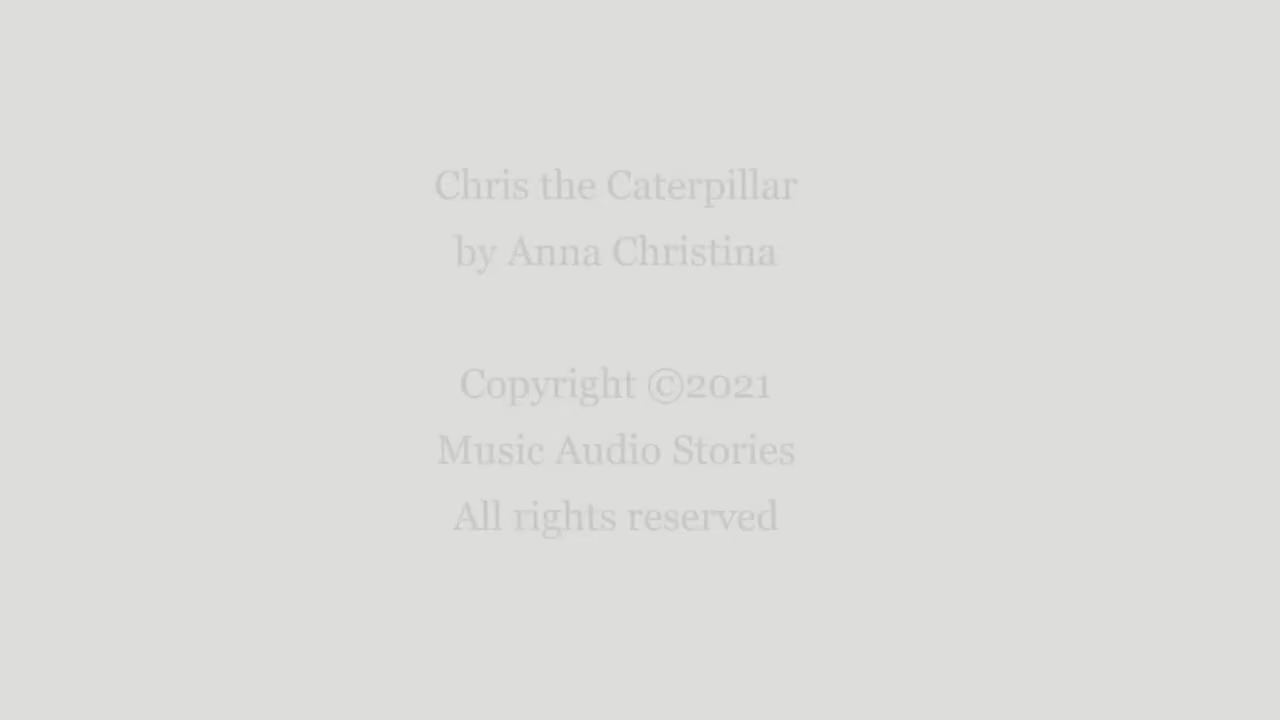 Chris the Caterpillar
by Anna Christina
Copyright ©2021
Music Audio Stories
All rights reserved